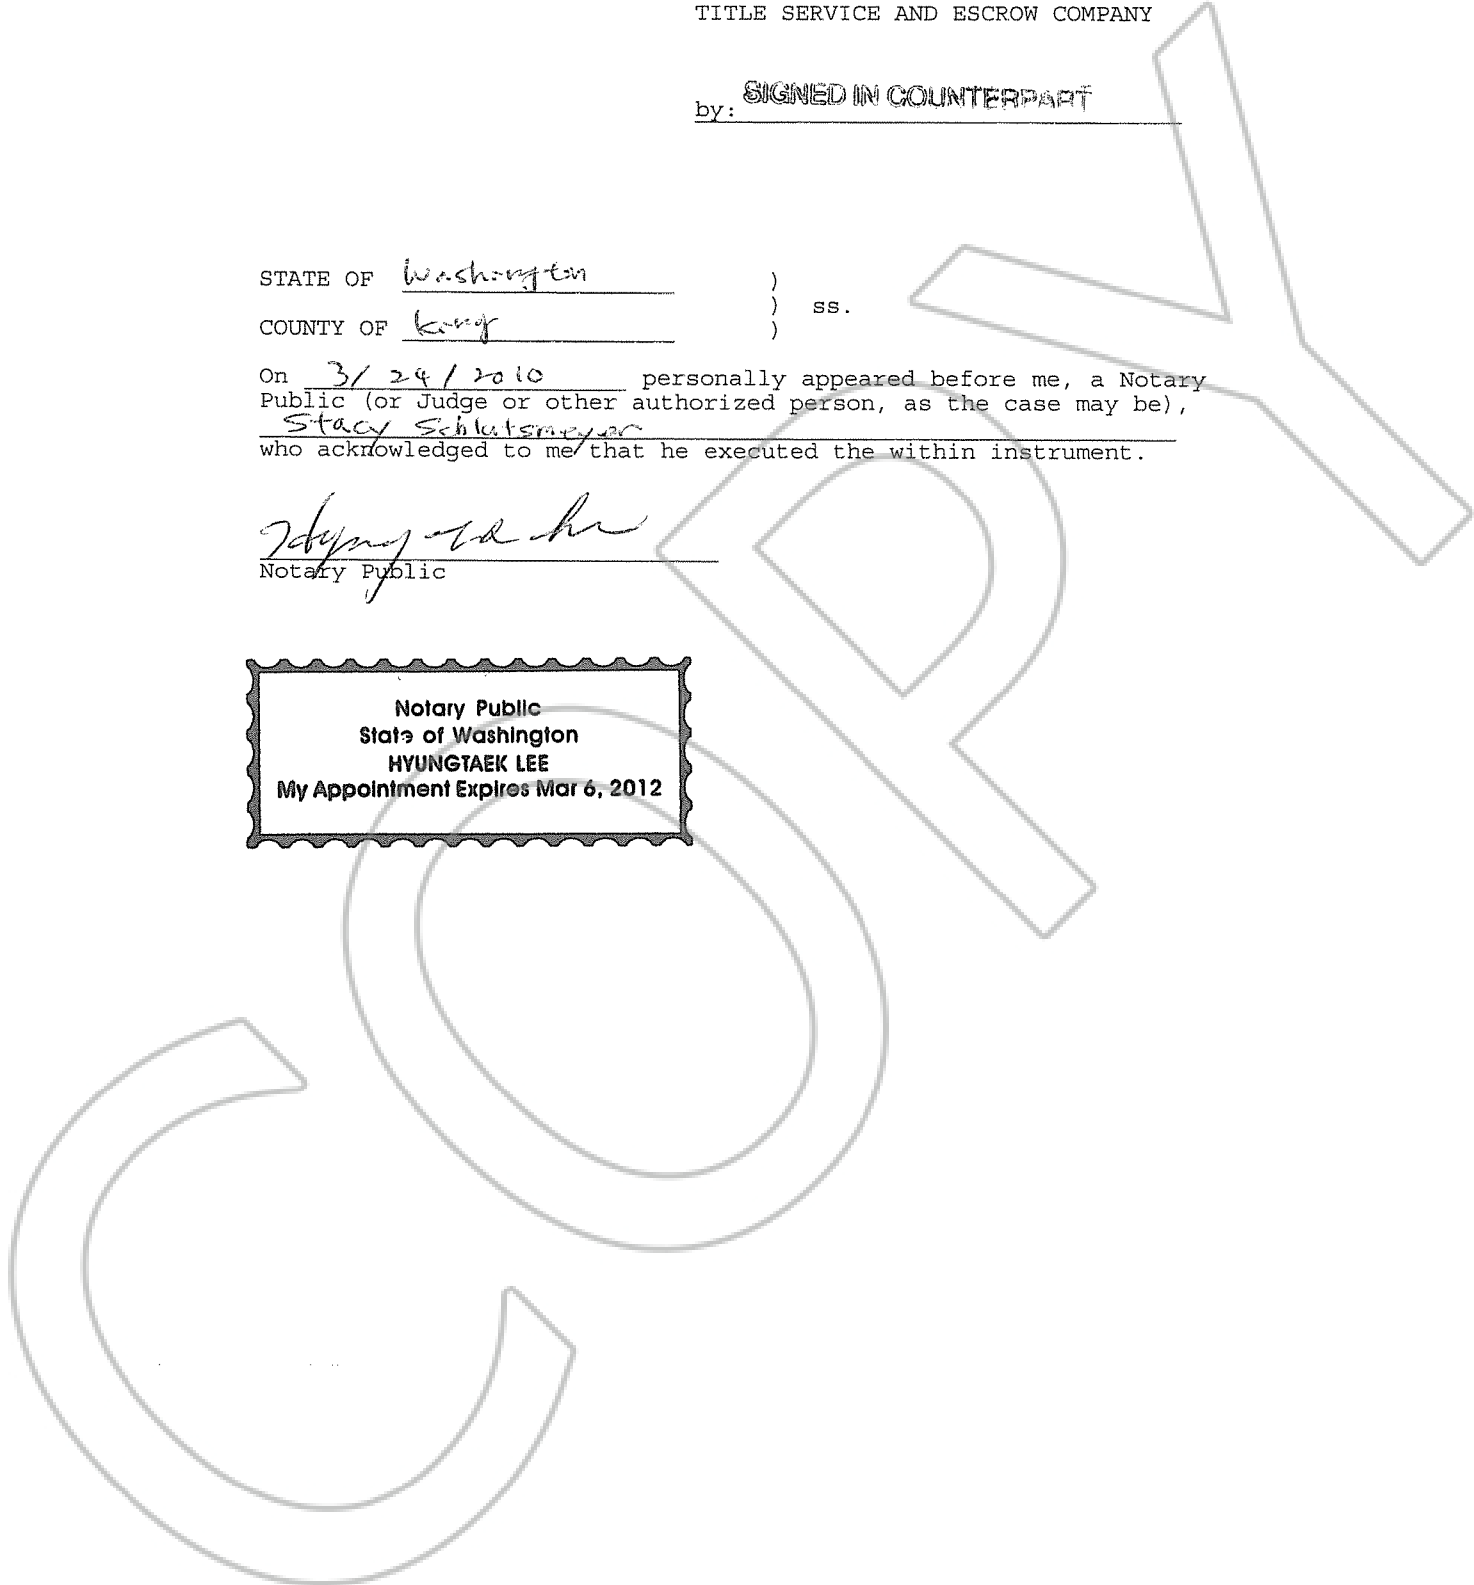 TITLE SERVICE AND ESCROW COMPANY
by: SIGNED IN COUNTERPART
STATE OF Washington )
) ss.
COUNTY OF King )
On 3/24/2010 personally appeared before me, a Notary
Public (or Judge or other authorized person, as the case may be),
Stacy Schlutsmeyer
who acknowledged to me that he executed the within instrument.
Notary Public
Notary Public
State of Washington
HYUNGTAEK LEE
My Appointment Expires Mar 6, 2012
COPY